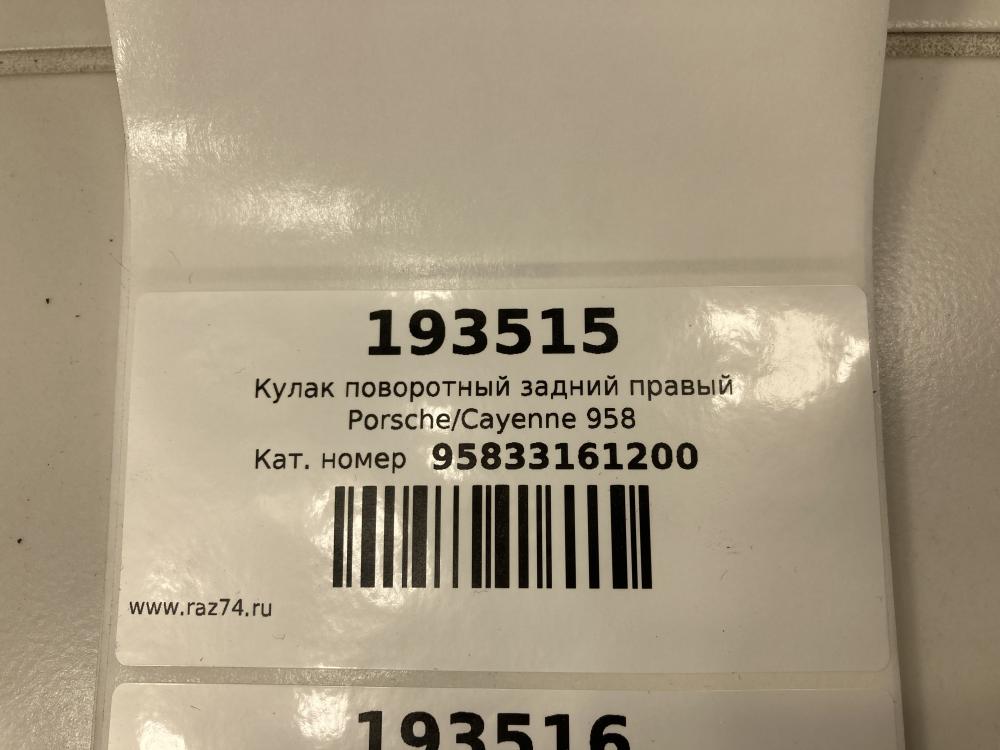 193515
Кулак поворотный задний правый
Porsche/Cayenne 958
Кат. номер 95833161200
www.raz74.ru
193516